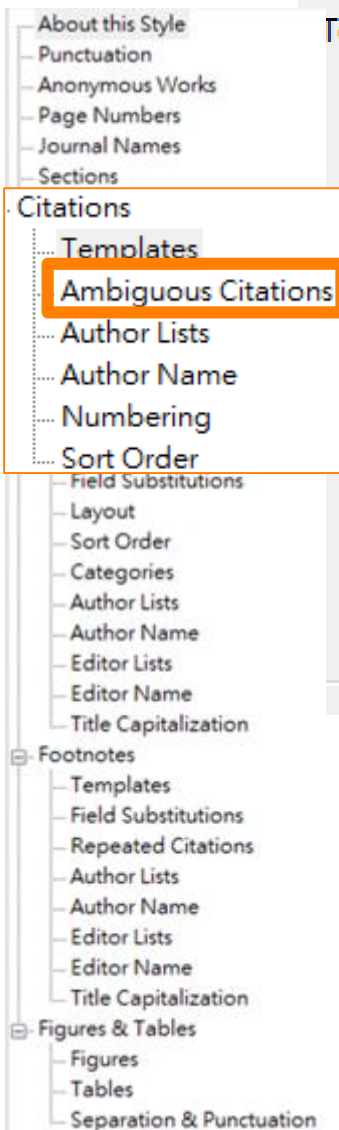 About this Style
Punctuation
Anonymous Works
Page Numbers
Journal Names
Sections
Citations
Templates
Ambiguous Citations
Author Lists
Author Name
Numbering
Sort Order
Field Substitutions
Layout
Sort Order
Categories
Author Lists
Author Name
Editor Lists
Editor Name
Title Capitalization
Footnotes
Templates
Field Substitutions
Repeated Citations
Author Lists
Author Name
Editor Lists
Editor Name
Title Capitalization
Figures & Tables
Figures
Tables
Separation & Punctuation